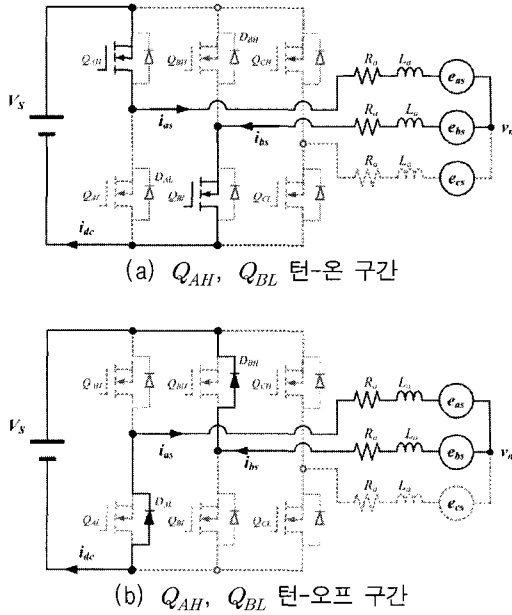 D_BH
Q_AH Q_BH Q_CH
R_a L_a e_as
V_S
i_as
R_a L_a e_bs v_n
i_bs
R_a L_a e_cs
D_AL
Q_AL Q_BL Q_CL
i_dc
(a) Q_AH, Q_BL 턴-온 구간
D_BH
Q_AH Q_BH Q_CH
R_a L_a e_as
V_S
i_as
R_a L_a e_bs v_n
i_bs
R_a L_a e_cs
D_AL
Q_AL Q_BL Q_CL
i_dc
(b) Q_AH, Q_BL 턴-오프 구간